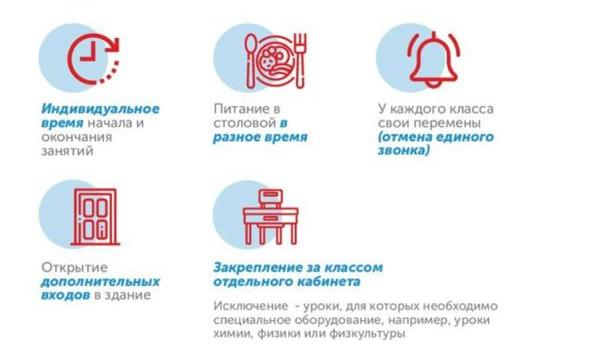 Индивидуальное
время начала и
окончания
занятий
Питание в
столовой в
разное время
У каждого класса
свои перемены
(отмена единого
звонка)
Открытие
дополнительных
входов в здание
Закрепление за классом
отдельного кабинета
Исключение - уроки, для которых необходимо
специальное оборудование, например, уроки
химии, физики или физкультуры